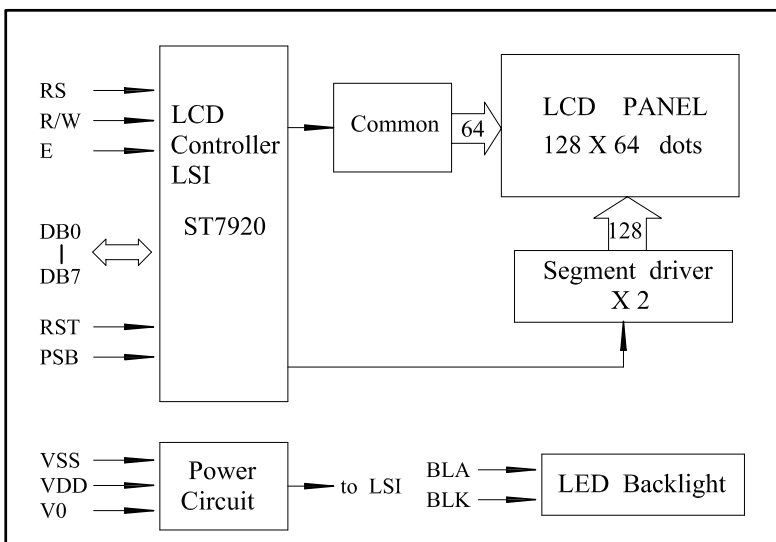 RS
R/W
E
DB0
DB7
RST
PSB
LCD
Controller
LSI
ST7920
Common
64
LCD PANEL
128 X 64 dots
128
Segment driver
X 2
VSS
VDD
V0
Power
Circuit
to LSI
BLA
BLK
LED Backlight